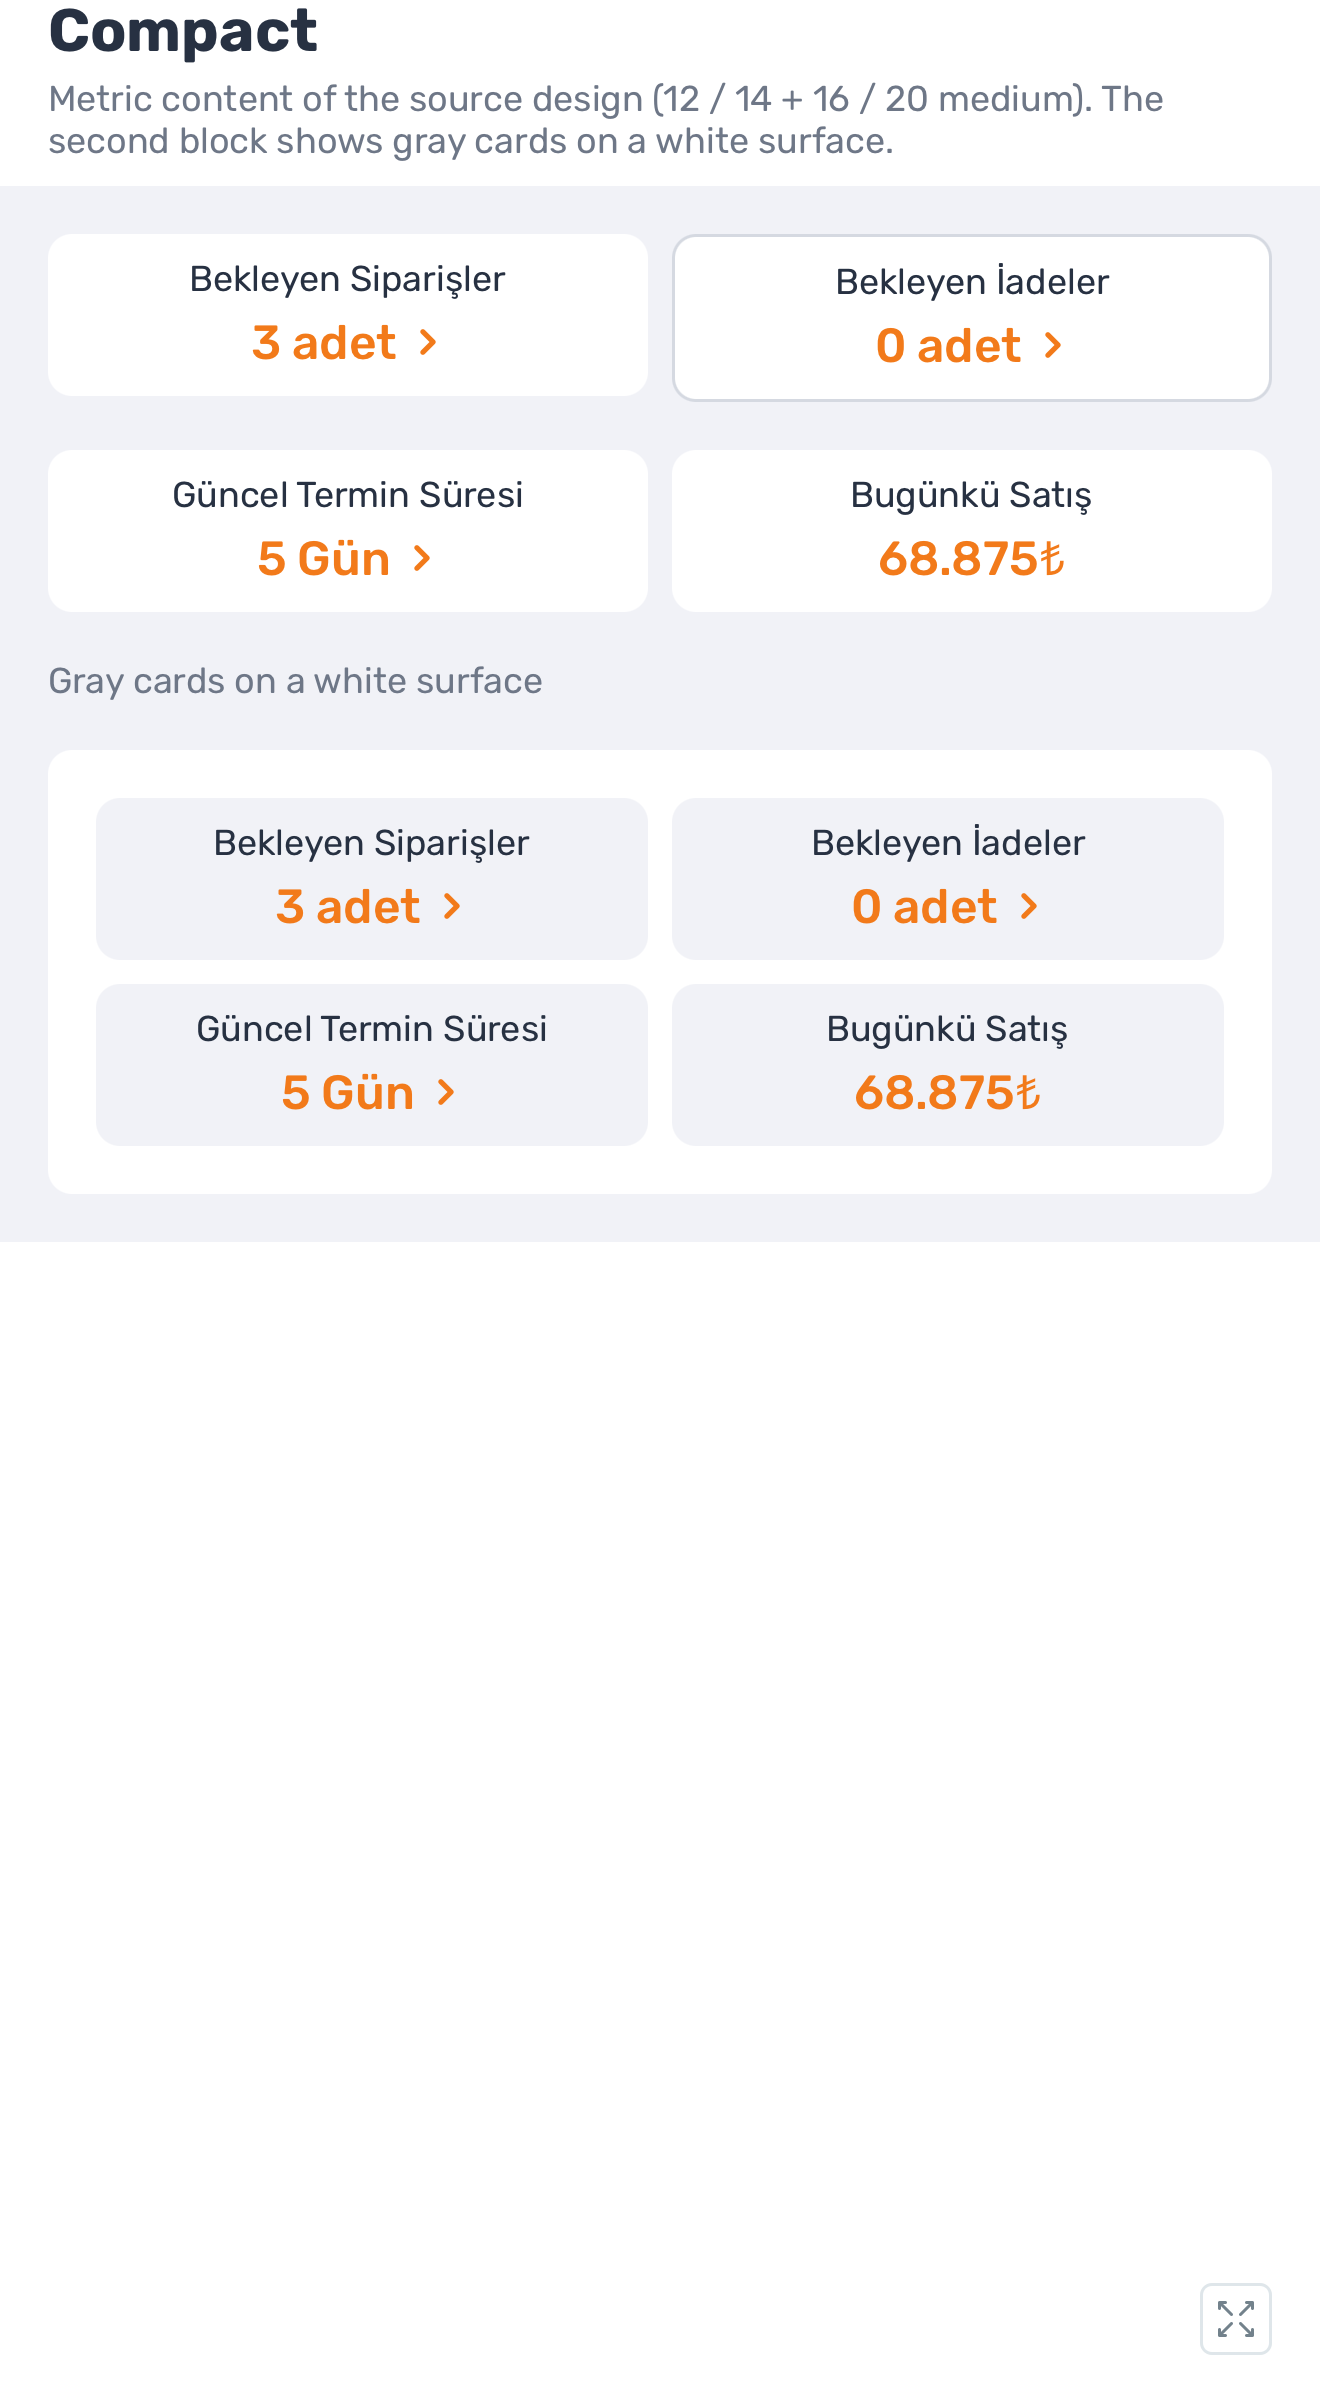 Compact
Metric content of the source design (12 / 14 + 16 / 20 medium). The
second block shows gray cards on a white surface.
Bekleyen Siparişler
3 adet
Bekleyen İadeler
0 adet
Güncel Termin Süresi
5 Gün
Bugünkü Satış
68.875₺
Gray cards on a white surface
Bekleyen Siparişler
3 adet
Bekleyen İadeler
0 adet
Güncel Termin Süresi
5 Gün
Bugünkü Satış
68.875₺